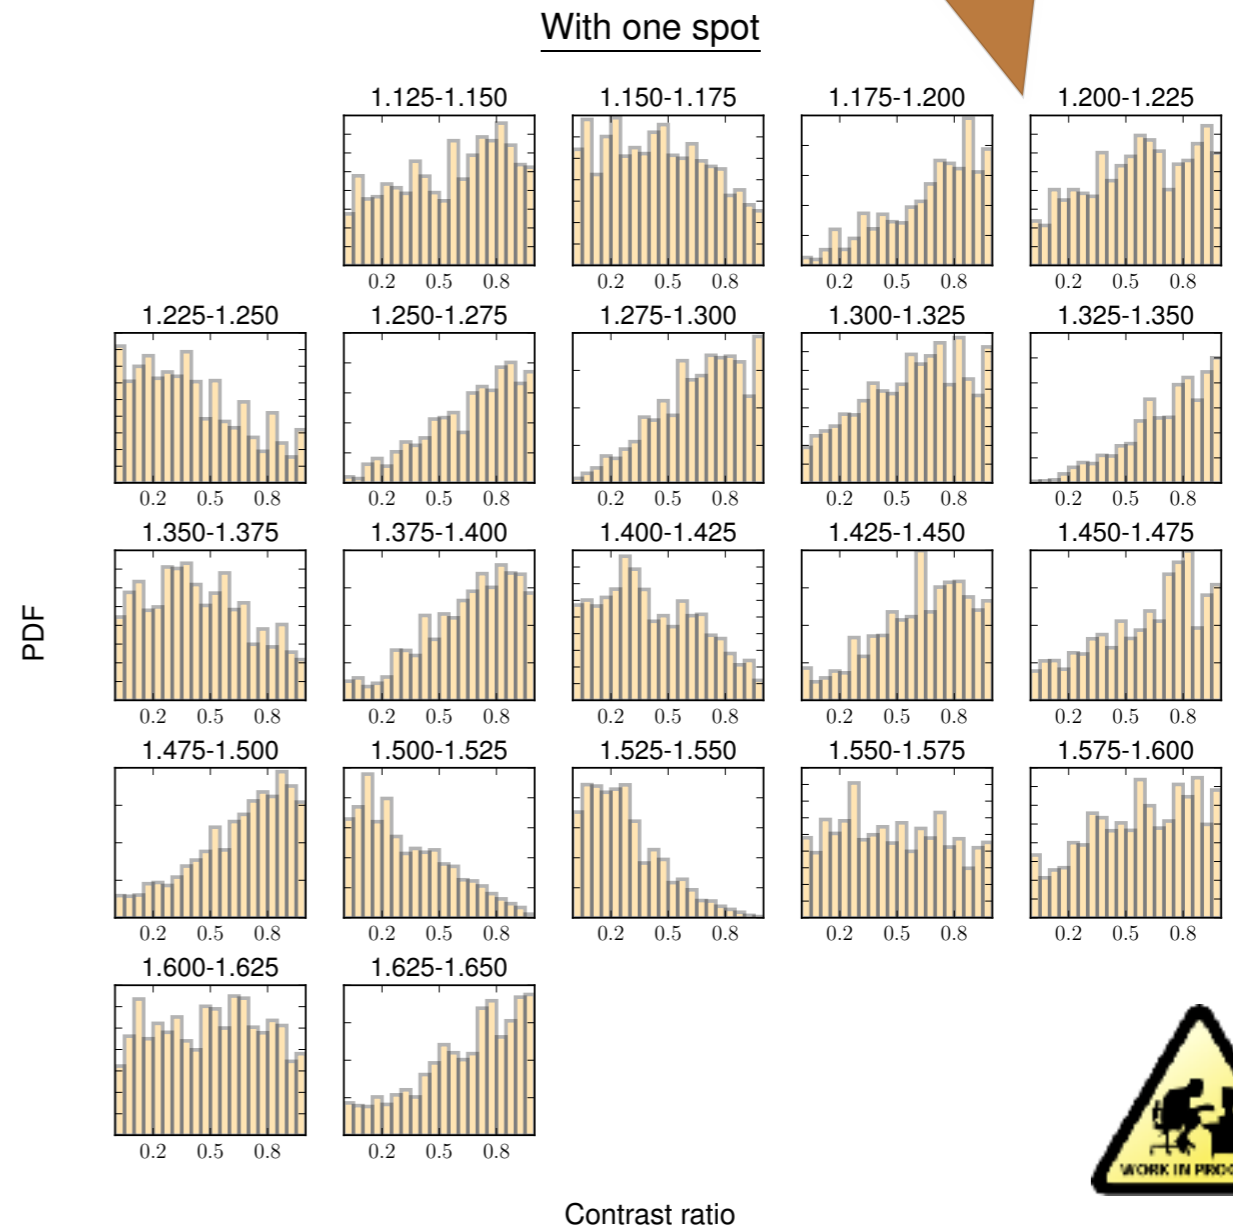 With one spot
1.125-1.150 1.150-1.175 1.175-1.200 1.200-1.225
0.2 0.5 0.8 0.2 0.5 0.8 0.2 0.5 0.8 0.2 0.5 0.8
1.225-1.250 1.250-1.275 1.275-1.300 1.300-1.325 1.325-1.350
0.2 0.5 0.8 0.2 0.5 0.8 0.2 0.5 0.8 0.2 0.5 0.8 0.2 0.5 0.8
1.350-1.375 1.375-1.400 1.400-1.425 1.425-1.450 1.450-1.475
PDF
0.2 0.5 0.8 0.2 0.5 0.8 0.2 0.5 0.8 0.2 0.5 0.8 0.2 0.5 0.8
1.475-1.500 1.500-1.525 1.525-1.550 1.550-1.575 1.575-1.600
0.2 0.5 0.8 0.2 0.5 0.8 0.2 0.5 0.8 0.2 0.5 0.8 0.2 0.5 0.8
1.600-1.625 1.625-1.650
0.2 0.5 0.8 0.2 0.5 0.8
WORK IN PROG
Contrast ratio